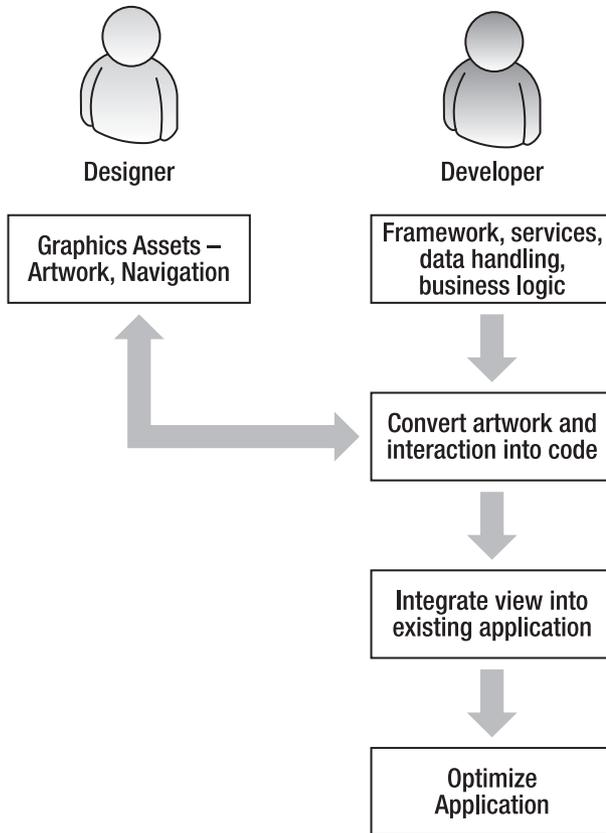 Designer
Developer
Graphics Assets –
Artwork, Navigation
Framework, services,
data handling,
business logic
Convert artwork and
interaction into code
Integrate view into
existing application
Optimize
Application